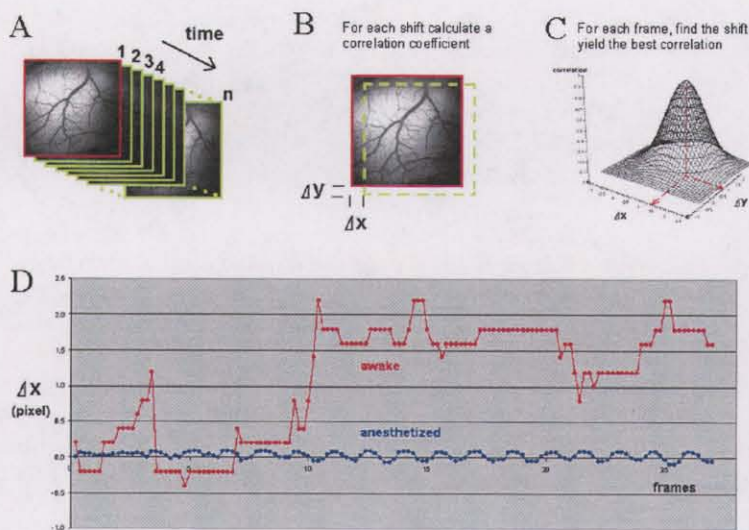 A
1 2 3 4
time
n
B
For each shift calculate a
correlation coefficient
Δy
Δx
C
For each frame, find the shift
yield the best correlation
correlation
Δx
Δy
D
2.5
2.0
1.5
1.0
0.5
0.0
-0.5
-1.0
Δx
(pixel)
awake
anesthetized
0
10
15
20
25
frames